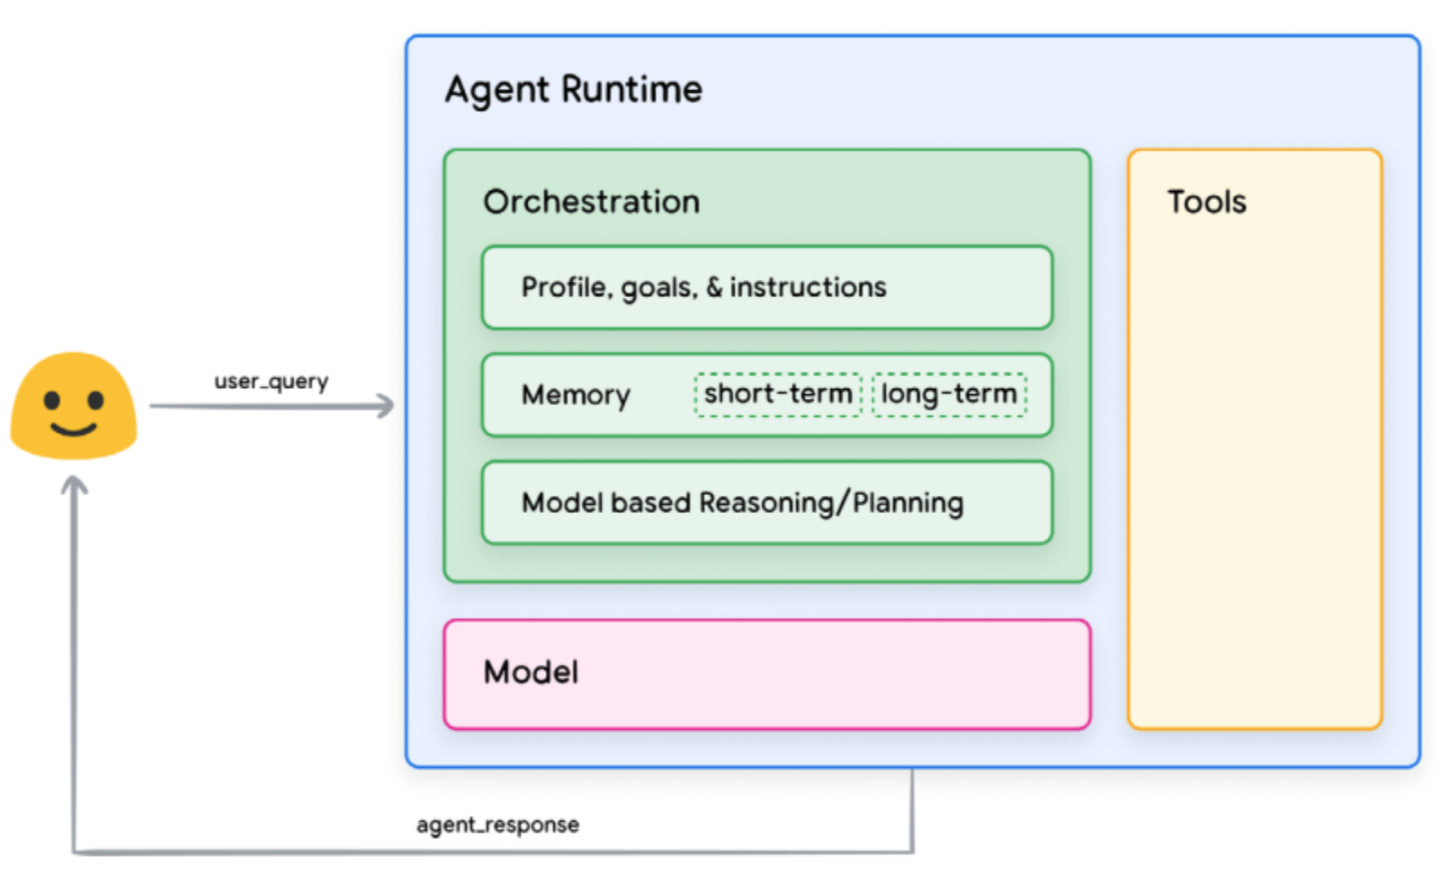 Agent Runtime
Orchestration
Tools
Profile, goals, & instructions
user_query
Memory
short-term
long-term
Model based Reasoning/Planning
Model
agent_response